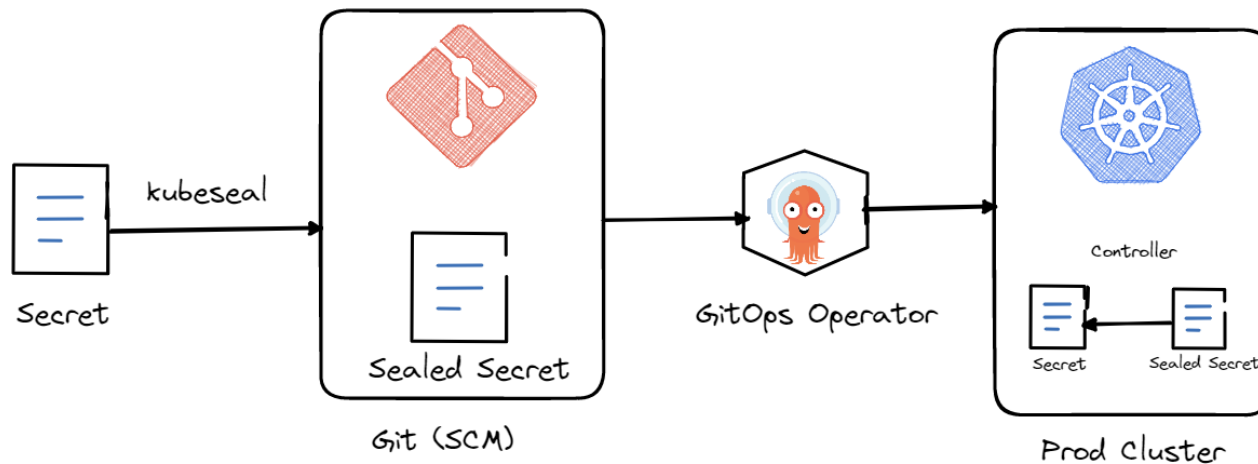 kubeseal
Secret
Sealed Secret
Git (SCM)
GitOps Operator
Controller
Secret
Sealed Secret
Prod Cluster